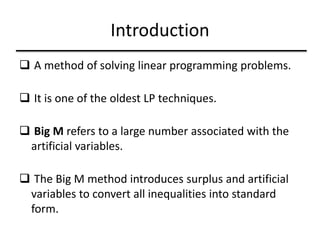 Introduction
❑ A method of solving linear programming problems.
❑ It is one of the oldest LP techniques.
❑ Big M refers to a large number associated with the
artificial variables.
❑ The Big M method introduces surplus and artificial
variables to convert all inequalities into standard
form.